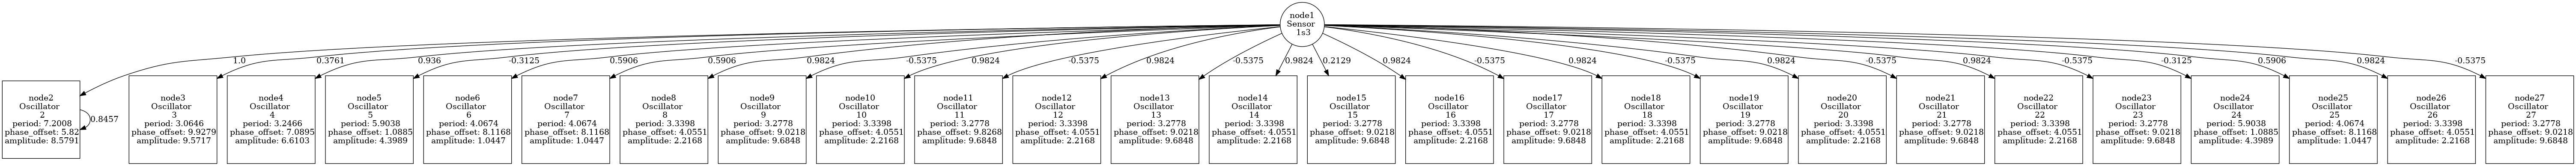 node1
Sensor
1s3
1.0
0.3761
0.936
-0.3125
0.5906
0.5906
0.9824
-0.5375
0.9824
-0.5375
0.9824
-0.5375
0.9824
0.2129
0.9824
-0.5375
0.9824
-0.5375
0.9824
-0.5375
0.9824
-0.5375
-0.3125
0.5906
0.9824
-0.5375
node2
Oscillator
2
period: 7.2008
phase_offset: 5.82
amplitude: 8.5791
0.8457
node3
Oscillator
3
period: 3.0646
phase_offset: 9.9279
amplitude: 9.5717
node4
Oscillator
4
period: 3.2466
phase_offset: 7.0895
amplitude: 6.6103
node5
Oscillator
5
period: 5.9038
phase_offset: 1.0885
amplitude: 4.3989
node6
Oscillator
6
period: 4.0674
phase_offset: 8.1168
amplitude: 1.0447
node7
Oscillator
7
period: 4.0674
phase_offset: 8.1168
amplitude: 1.0447
node8
Oscillator
8
period: 3.3398
phase_offset: 4.0551
amplitude: 2.2168
node9
Oscillator
9
period: 3.2778
phase_offset: 9.0218
amplitude: 9.6848
node10
Oscillator
10
period: 3.3398
phase_offset: 4.0551
amplitude: 2.2168
node11
Oscillator
11
period: 3.2778
phase_offset: 9.8268
amplitude: 9.6848
node12
Oscillator
12
period: 3.3398
phase_offset: 4.0551
amplitude: 2.2168
node13
Oscillator
13
period: 3.2778
phase_offset: 9.0218
amplitude: 9.6848
node14
Oscillator
14
period: 3.3398
phase_offset: 4.0551
amplitude: 2.2168
node15
Oscillator
15
period: 3.2778
phase_offset: 9.0218
amplitude: 9.6848
node16
Oscillator
16
period: 3.3398
phase_offset: 4.0551
amplitude: 2.2168
node17
Oscillator
17
period: 3.2778
phase_offset: 9.0218
amplitude: 9.6848
node18
Oscillator
18
period: 3.3398
phase_offset: 4.0551
amplitude: 2.2168
node19
Oscillator
19
period: 3.2778
phase_offset: 9.0218
amplitude: 9.6848
node20
Oscillator
20
period: 3.3398
phase_offset: 4.0551
amplitude: 2.2168
node21
Oscillator
21
period: 3.2778
phase_offset: 9.0218
amplitude: 9.6848
node22
Oscillator
22
period: 3.3398
phase_offset: 4.0551
amplitude: 2.2168
node23
Oscillator
23
period: 3.2778
phase_offset: 9.0218
amplitude: 9.6848
node24
Oscillator
24
period: 5.9038
phase_offset: 1.0885
amplitude: 4.3989
node25
Oscillator
25
period: 4.0674
phase_offset: 8.1168
amplitude: 1.0447
node26
Oscillator
26
period: 3.3398
phase_offset: 4.0551
amplitude: 2.2168
node27
Oscillator
27
period: 3.2778
phase_offset: 9.0218
amplitude: 9.6848